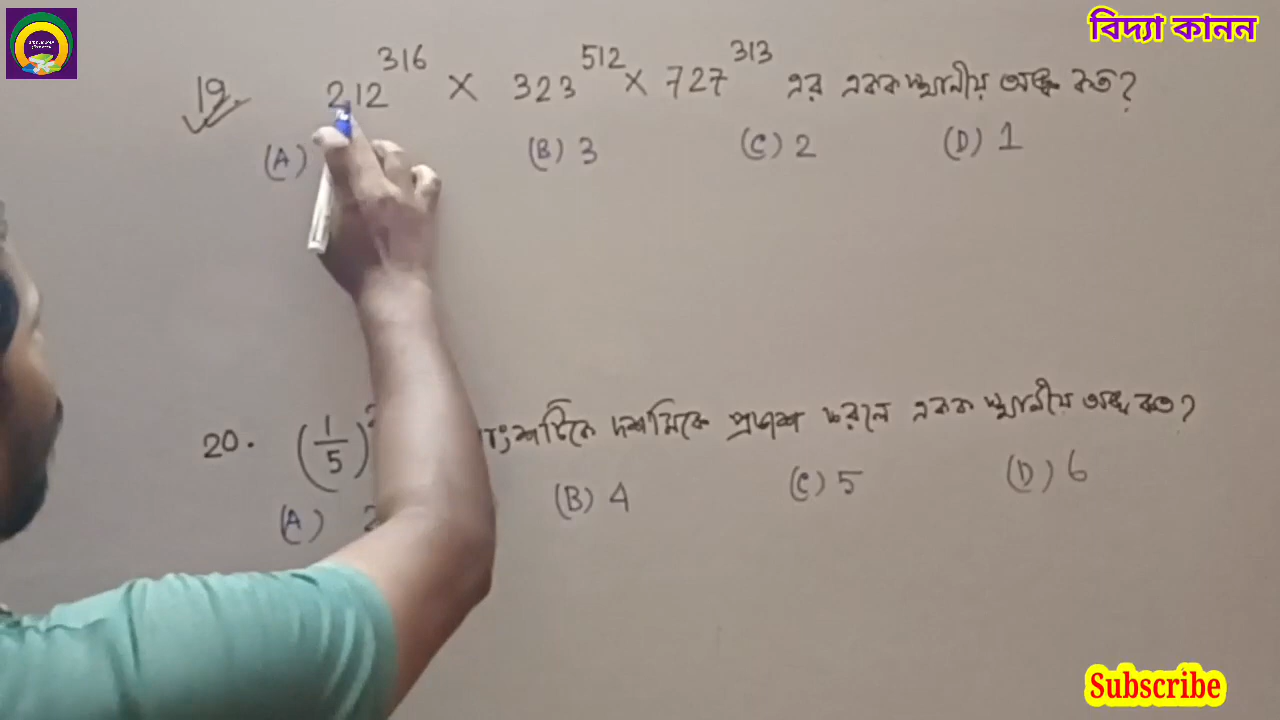 বিদ্যা কানন
19. 212^316 × 323^512 × 727^313 এর একক স্থানীয় অঙ্ক কত?
(A) (B) 3 (C) 2 (D) 1
20. (1/5) দশমিকে প্রকাশ করলে একক স্থানীয় অঙ্ক কত?
(A) 2 (B) 4 (C) 5 (D) 6
Subscribe